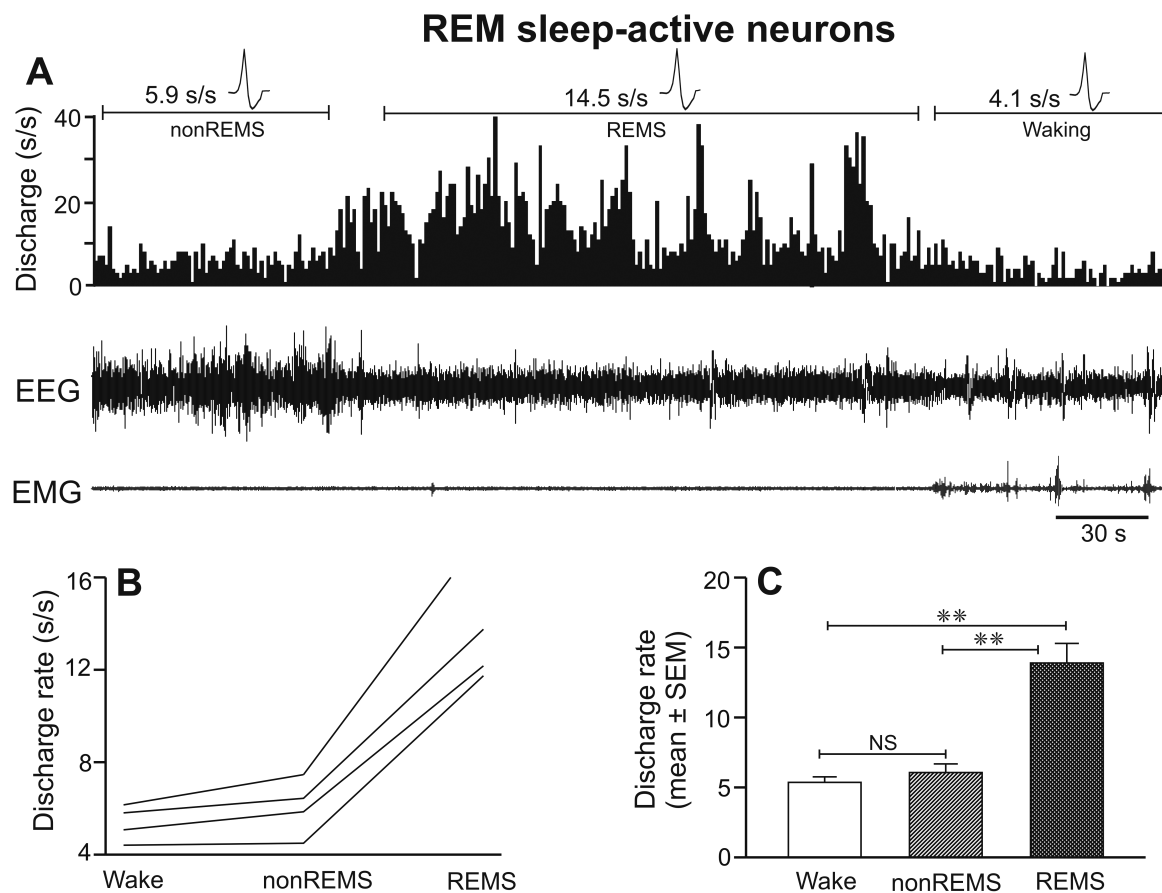 REM sleep-active neurons
A
5.9 s/s
14.5 s/s
4.1 s/s
nonREMS
REMS
Waking
Discharge (s/s)
40
20
0
EEG
EMG
30 s
B
Discharge rate (s/s)
16
12
8
4
Wake
nonREMS
REMS
C
Discharge rate
(mean ± SEM)
20
15
10
5
0
**
**
NS
Wake
nonREMS
REMS